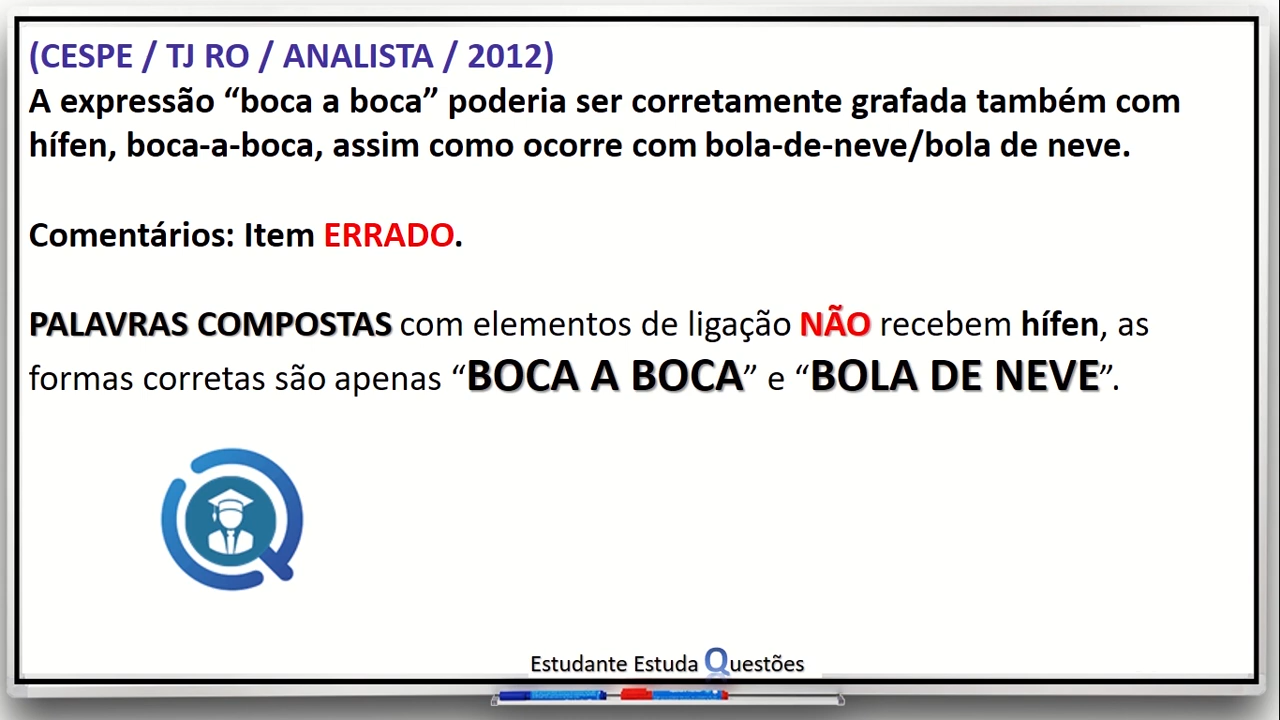 (CESPE / TJ RO / ANALISTA / 2012)
A expressão “boca a boca” poderia ser corretamente grafada também com
hífen, boca-a-boca, assim como ocorre com bola-de-neve/bola de neve.
Comentários: Item ERRADO.
PALAVRAS COMPOSTAS com elementos de ligação NÃO recebem hífen, as
formas corretas são apenas “BOCA A BOCA” e “BOLA DE NEVE”.
Estudante Estuda Questões